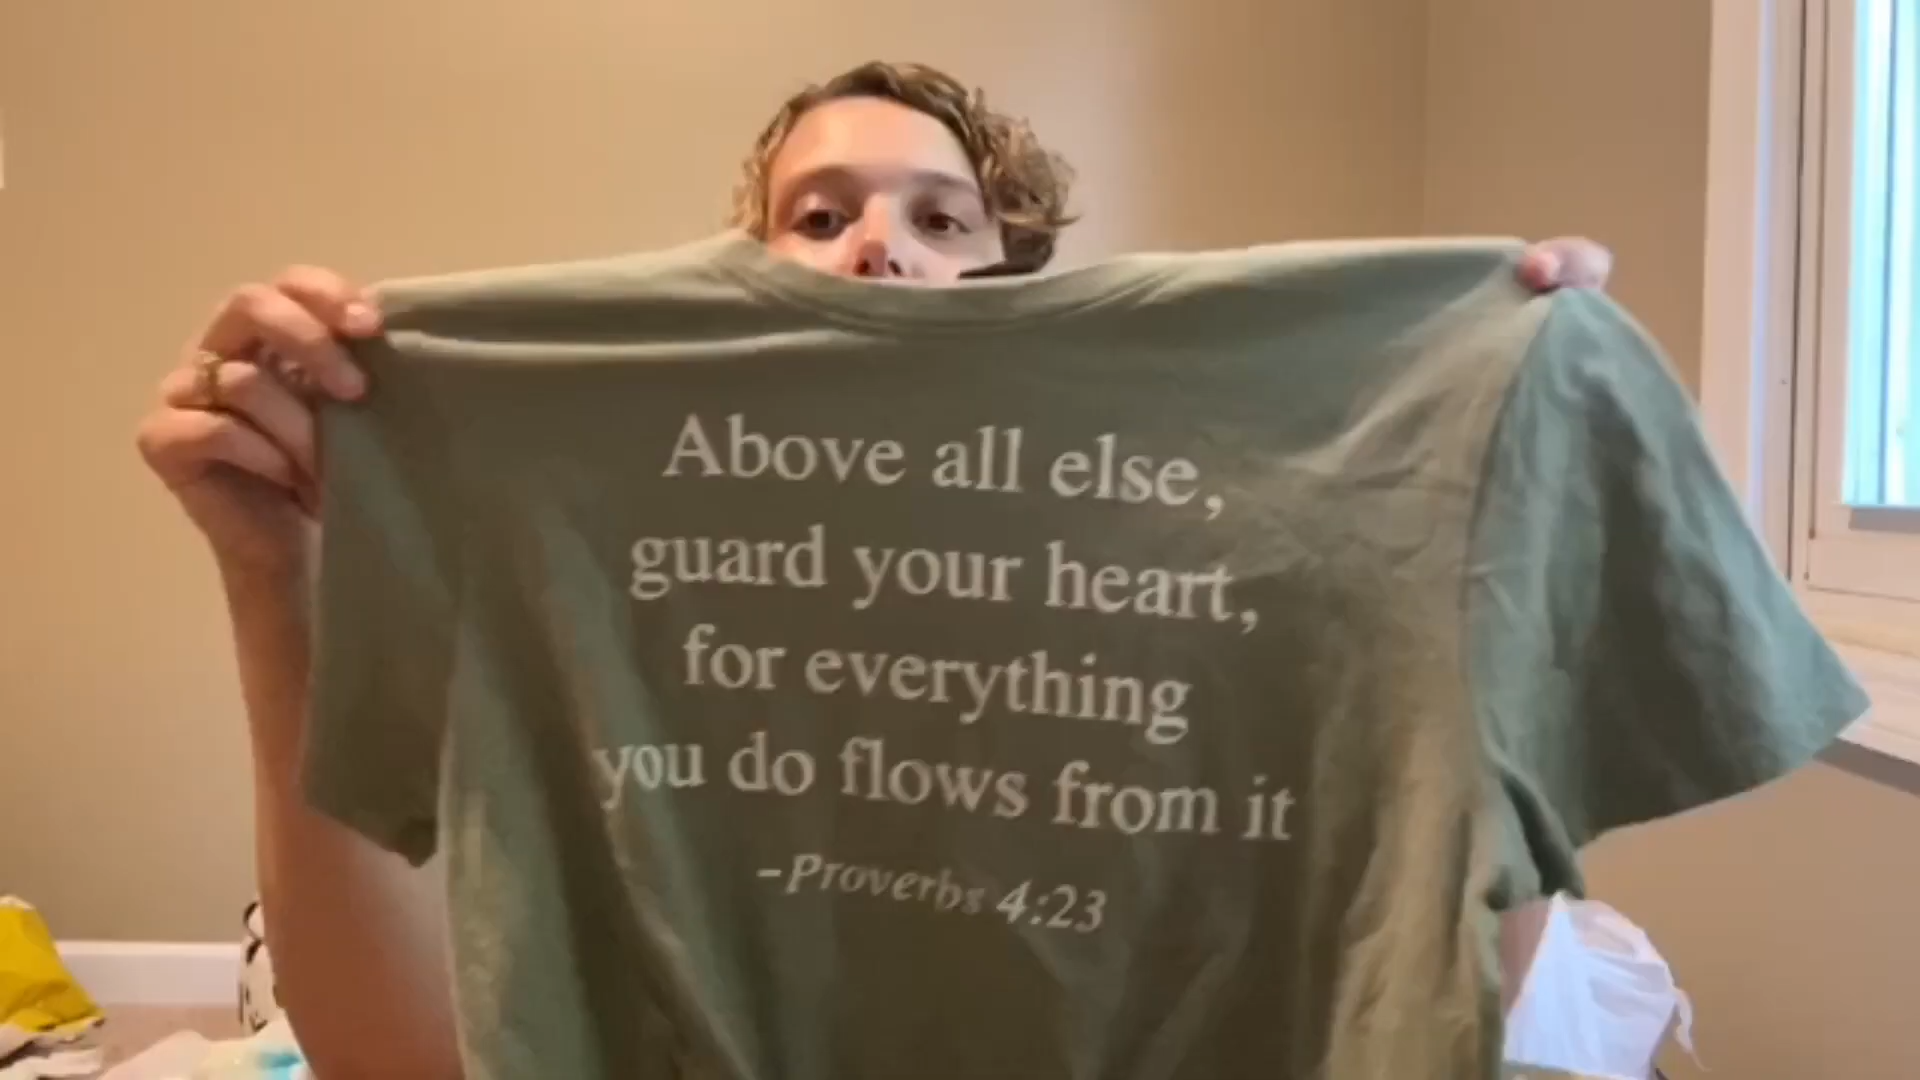 Above all else,
guard your heart,
for everything
you do flows from it
-Proverbs 4:23